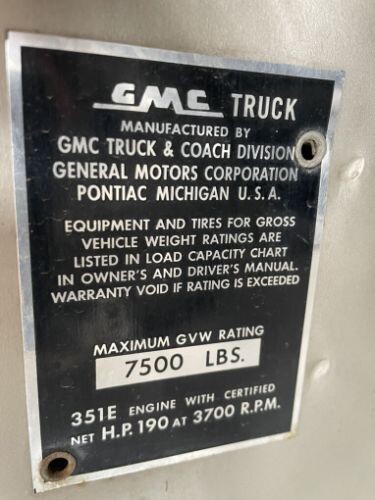 GMC TRUCK
MANUFACTURED BY
GMC TRUCK & COACH DIVISION
GENERAL MOTORS CORPORATION
PONTIAC MICHIGAN U.S.A.
EQUIPMENT AND TIRES FOR GROSS
VEHICLE WEIGHT RATINGS ARE
LISTED IN LOAD CAPACITY CHART
IN OWNER'S AND DRIVER'S MANUAL.
WARRANTY VOID IF RATING IS EXCEEDED
MAXIMUM GVW RATING
7500 LBS.
351E ENGINE WITH CERTIFIED
NET H.P. 190 AT 3700 R.P.M.